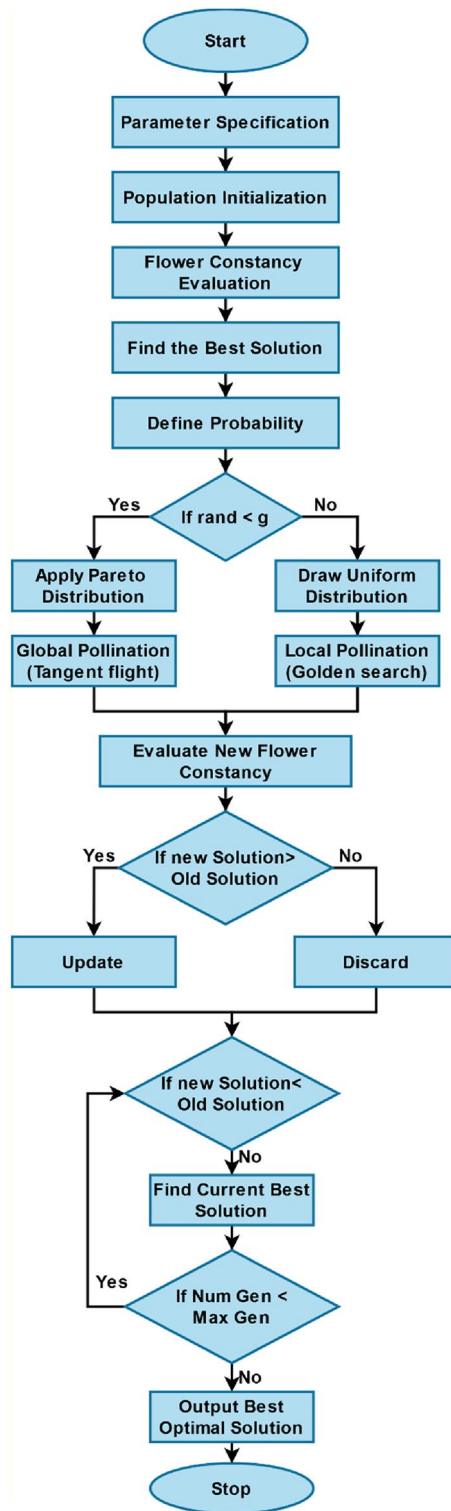 Start
Parameter Specification
Population Initialization
Flower Constancy
Evaluation
Find the Best Solution
Define Probability
Yes
If rand < g
No
Apply Pareto
Distribution
Draw Uniform
Distribution
Global Pollination
(Tangent flight)
Local Pollination
(Golden search)
Evaluate New Flower
Constancy
Yes
If new Solution>
Old Solution
No
Update
Discard
If new Solution<
Old Solution
No
Find Current Best
Solution
Yes
If Num Gen <
Max Gen
No
Output Best
Optimal Solution
Stop